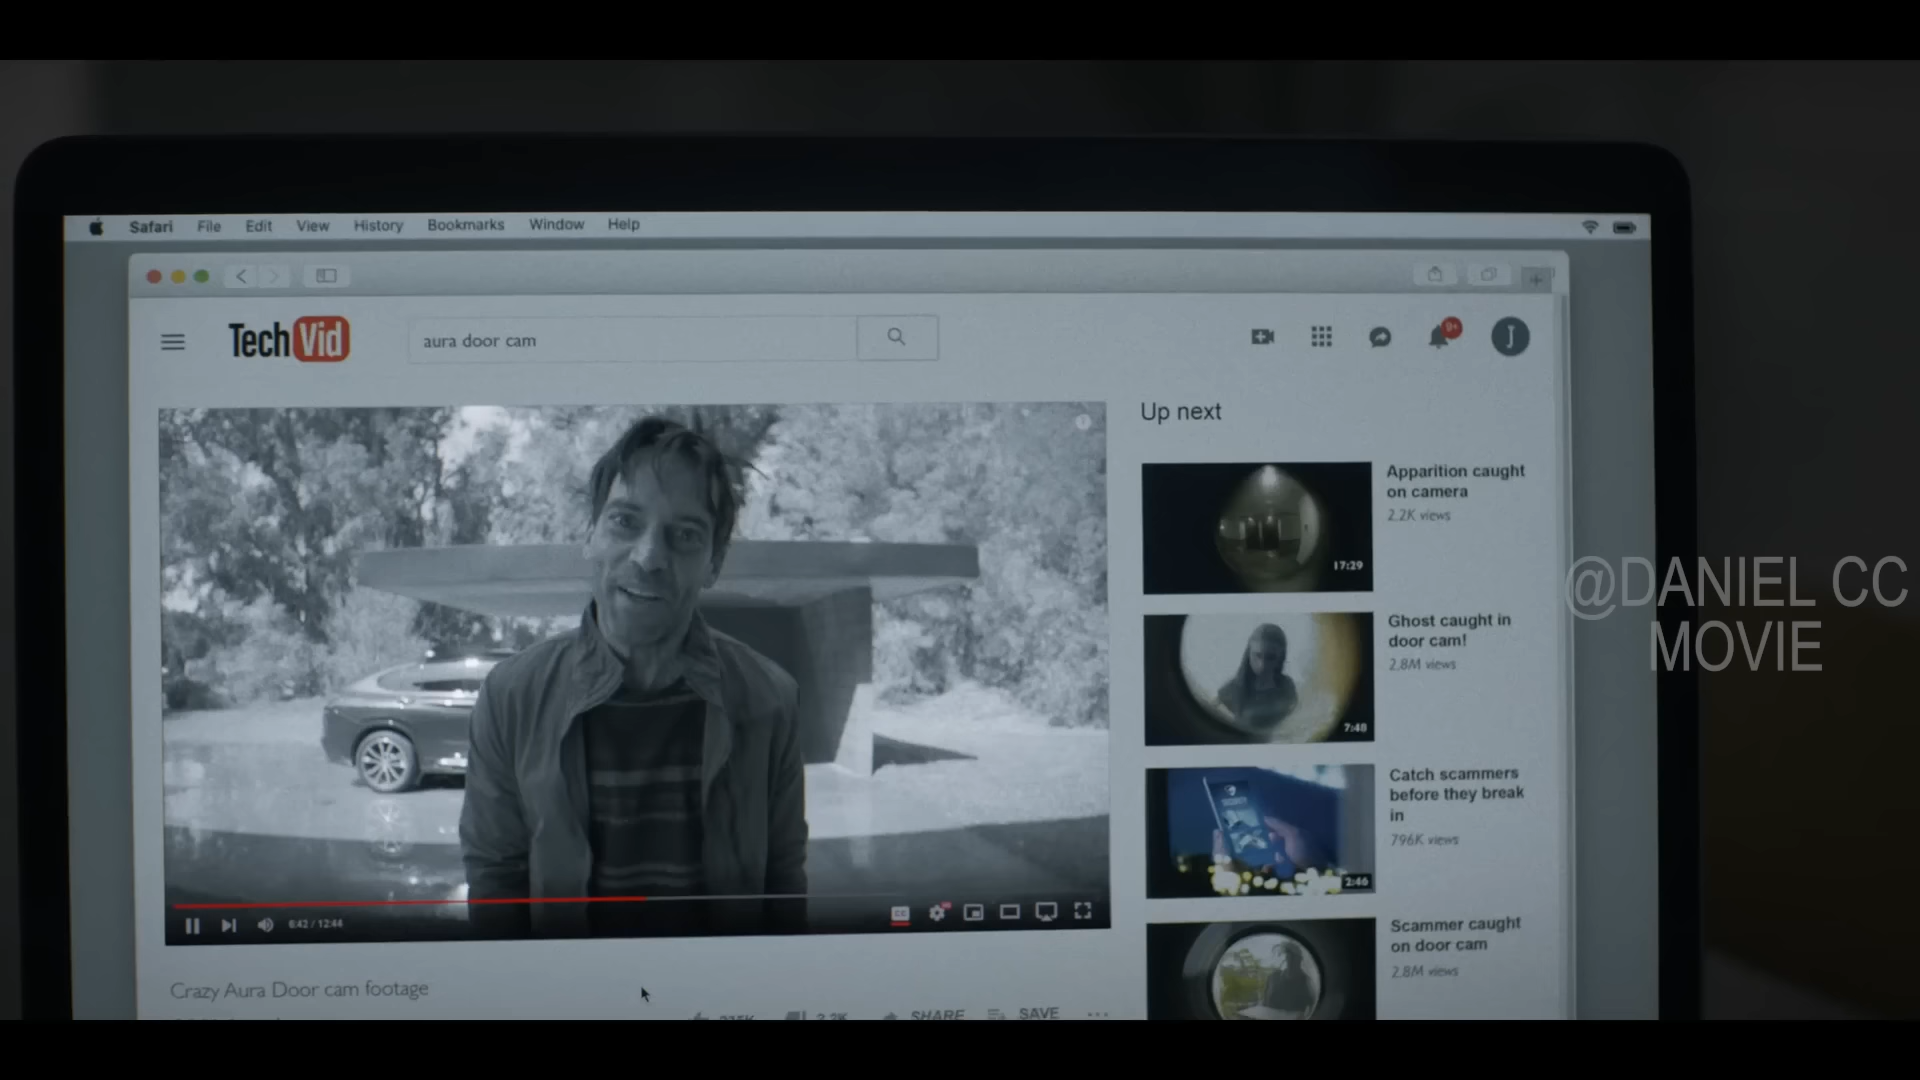 Safari File Edit View History Bookmarks Window Help
TechVid
aura door cam
9+
J
Up next
Apparition caught
on camera
2.2K views
17:29
Ghost caught in
door cam!
2.8M views
7:48
@DANIEL CC
MOVIE
Catch scammers
before they break
in
796K views
2:46
6:42 / 12:44
CC
Scammer caught
on door cam
2.8M views
Crazy Aura Door cam footage
SHARE SAVE